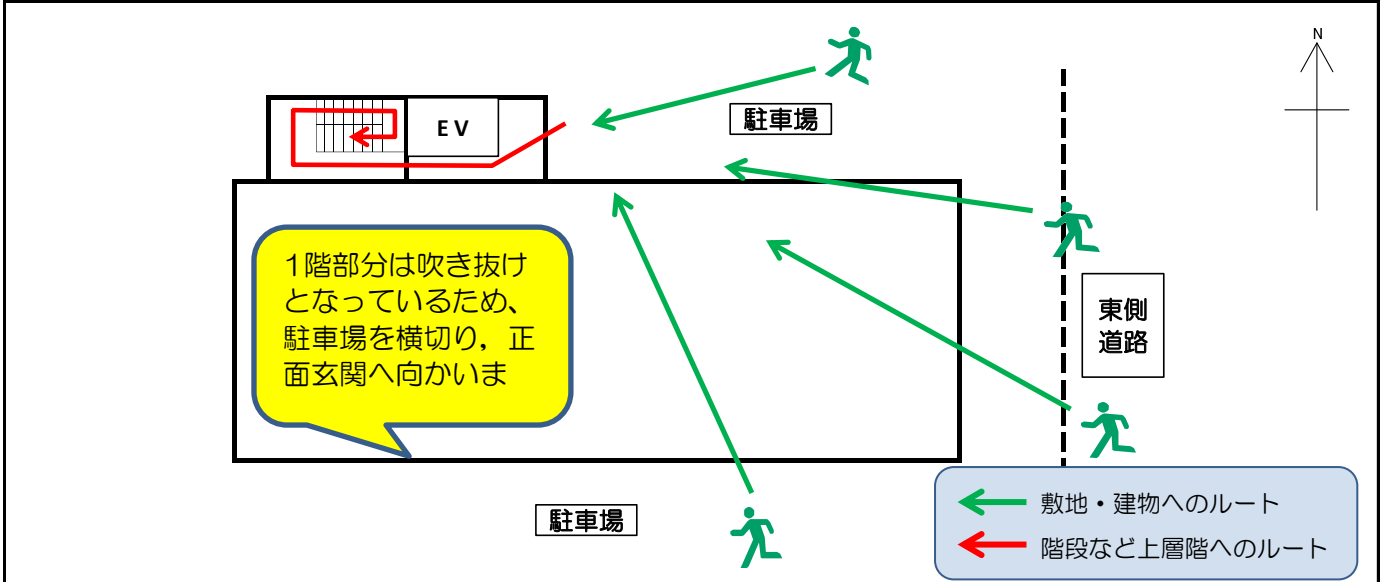 N
EV
駐車場
1階部分は吹き抜け
となっているため、
駐車場を横切り，正
面玄関へ向かいま
東側
道路
駐車場
敷地・建物へのルート
階段など上層階へのルート